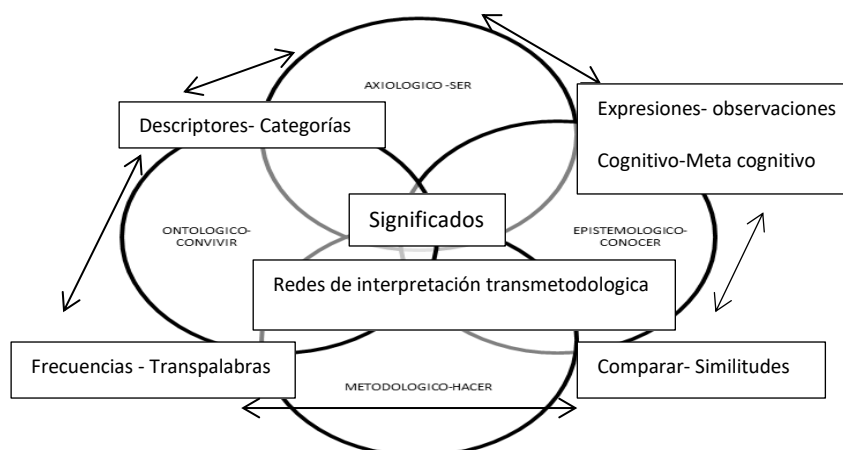 AXIOLOGICO -SER
Descriptores- Categorías
Expresiones- observaciones
Cognitivo-Meta cognitivo
Significados
ONTOLOGICO-
CONVIVIR
EPISTEMOLOGICO-
CONOCER
Redes de interpretación transmetodologica
Frecuencias - Transpalabras
Comparar- Similitudes
METODOLOGICO-HACER